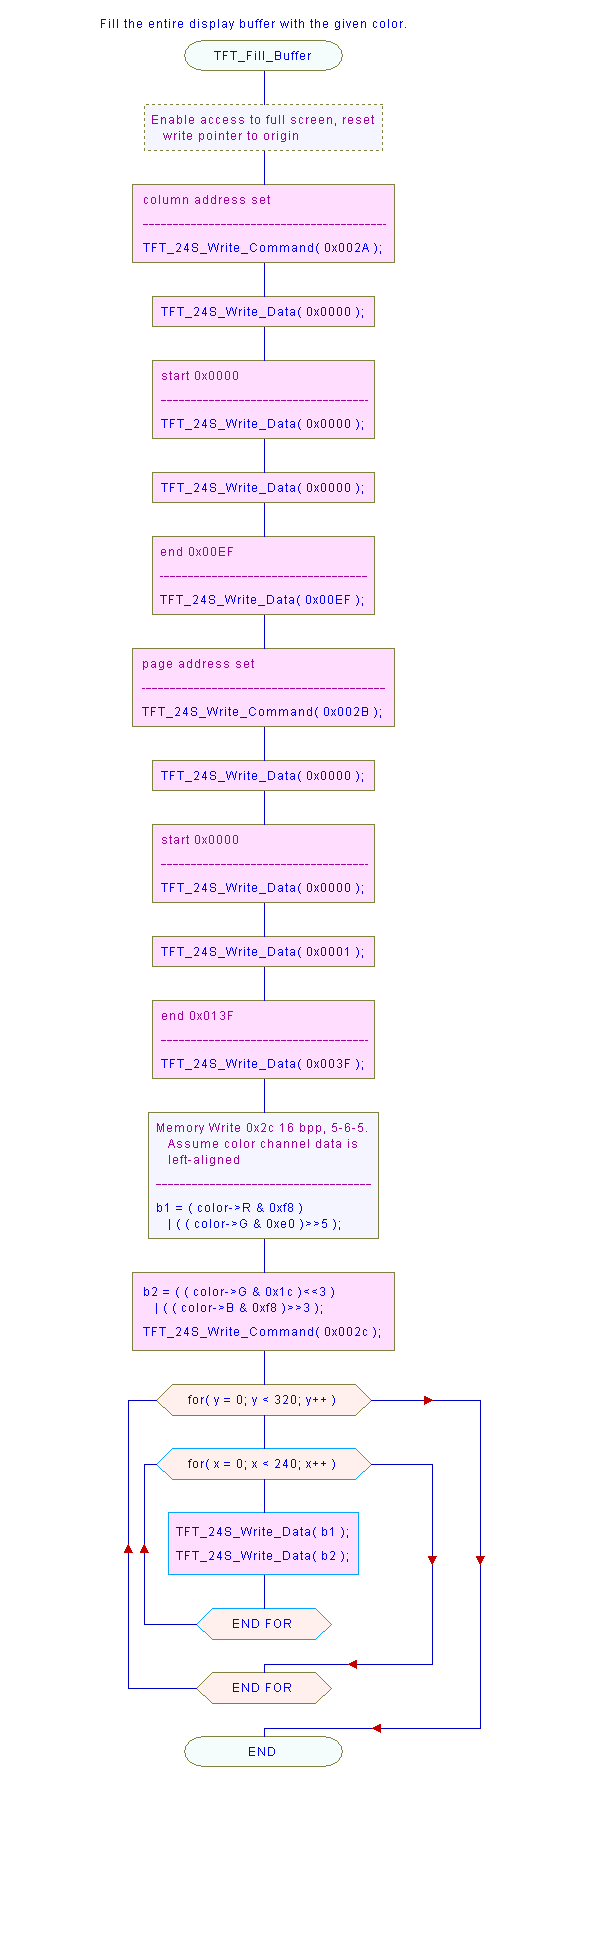 Fill the entire display buffer with the given color.
TFT_Fill_Buffer
Enable access to full screen, reset
write pointer to origin
column address set
TFT_24S_Write_Command( 0x002A );
TFT_24S_Write_Data( 0x0000 );
start 0x0000
TFT_24S_Write_Data( 0x0000 );
TFT_24S_Write_Data( 0x0000 );
end 0x00EF
TFT_24S_Write_Data( 0x00EF );
page address set
TFT_24S_Write_Command( 0x002B );
TFT_24S_Write_Data( 0x0000 );
start 0x0000
TFT_24S_Write_Data( 0x0000 );
TFT_24S_Write_Data( 0x0001 );
end 0x013F
TFT_24S_Write_Data( 0x003F );
Memory Write 0x2c 16 bpp, 5-6-5.
Assume color channel data is
left-aligned
b1 = ( color->R & 0xf8 )
| ( ( color->G & 0xe0 )>>5 );
b2 = ( ( color->G & 0x1c )<<3 )
| ( ( color->B & 0xf8 )>>3 );
TFT_24S_Write_Command( 0x002c );
for( y = 0; y < 320; y++ )
for( x = 0; x < 240; x++ )
TFT_24S_Write_Data( b1 );
TFT_24S_Write_Data( b2 );
END FOR
END FOR
END